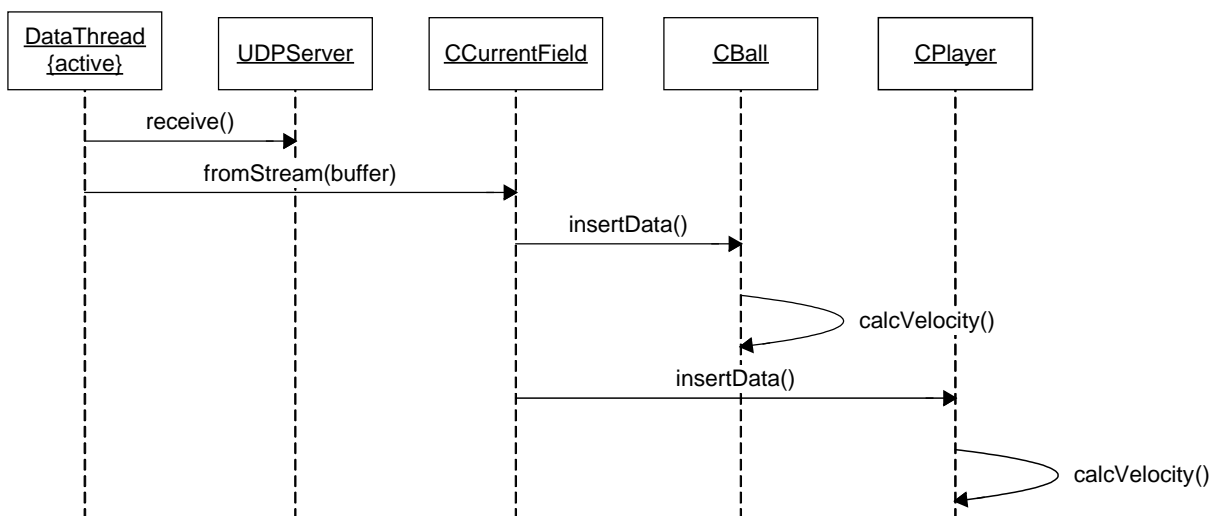 DataThread
{active}
UDPServer
CCurrentField
CBall
CPlayer
receive()
fromStream(buffer)
insertData()
calcVelocity()
insertData()
calcVelocity()